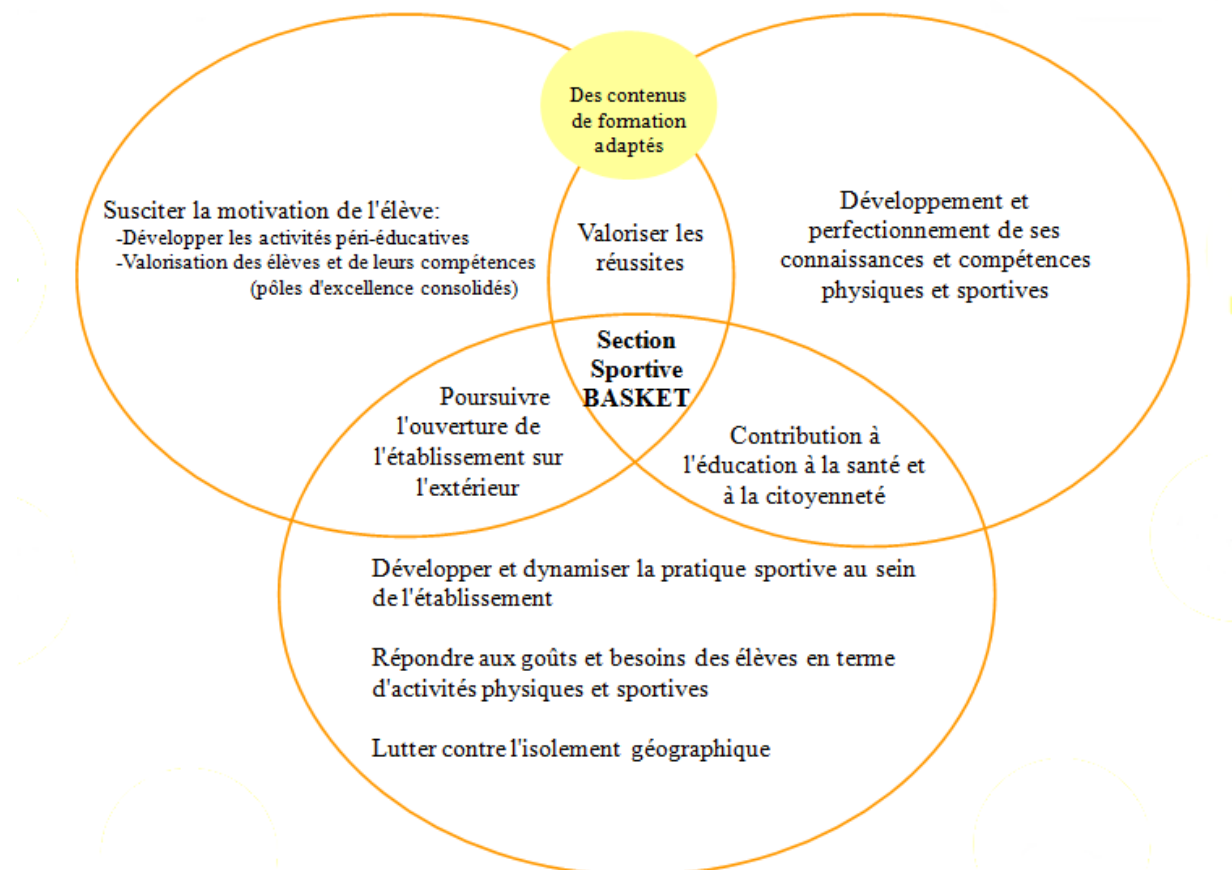 Des contenus
de formation
adaptés
Susciter la motivation de l'élève:
-Développer les activités péri-éducatives
-Valorisation des élèves et de leurs compétences
(pôles d'excellence consolidés)
Valoriser les
réussites
Développement et
perfectionnement de ses
connaissances et compétences
physiques et sportives
Section
Sportive
BASKET
Poursuivre
l'ouverture de
l'établissement sur
l'extérieur
Contribution à
l'éducation à la santé et
à la citoyenneté
Développer et dynamiser la pratique sportive au sein
de l'établissement
Répondre aux goûts et besoins des élèves en terme
d'activités physiques et sportives
Lutter contre l'isolement géographique